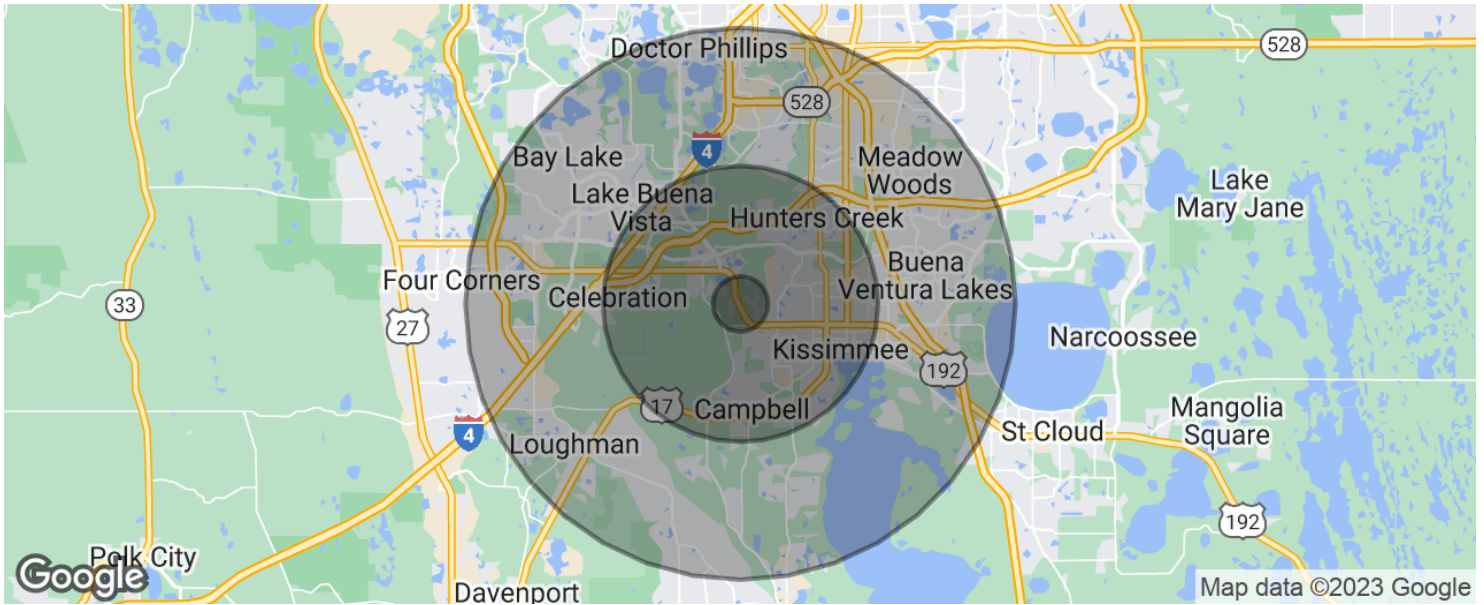 Doctor Phillips
528
528
4
Bay Lake
Meadow
Woods
Lake
Mary Jane
Lake Buena
Vista
Hunters Creek
Buena
Ventura Lakes
Four Corners
Celebration
33
27
Narcoossee
Kissimmee
192
17
Campbell
Mangolia
Square
4
Loughman
St Cloud
192
Polk City
Google
Davenport
Map data ©2023 Google